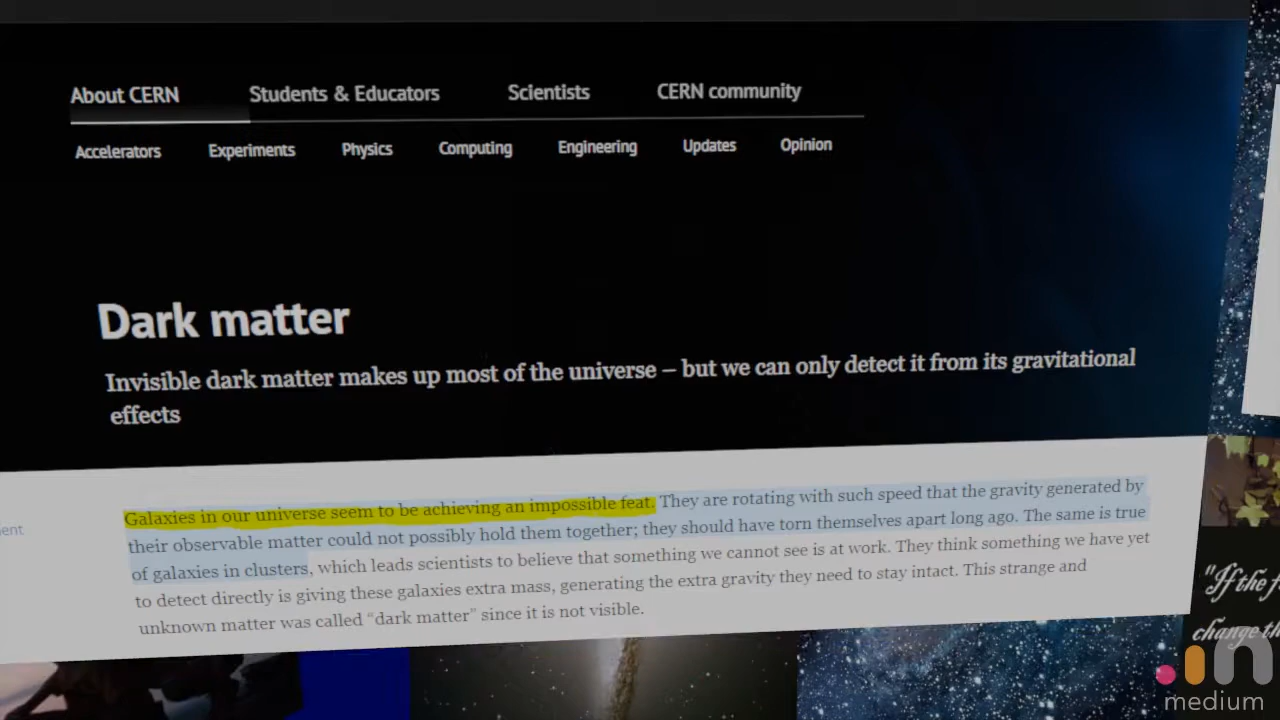 About CERN Students & Educators Scientists CERN community
Accelerators Experiments Physics Computing Engineering Updates Opinion
Dark matter
Invisible dark matter makes up most of the universe – but we can only detect it from its gravitational
effects
Galaxies in our universe seem to be achieving an impossible feat. They are rotating with such speed that the gravity generated by
their observable matter could not possibly hold them together; they should have torn themselves apart long ago. The same is true
of galaxies in clusters, which leads scientists to believe that something we cannot see is at work. They think something we have yet
to detect directly is giving these galaxies extra mass, generating the extra gravity they need to stay intact. This strange and
unknown matter was called “dark matter” since it is not visible.
"If the
change
in
medium